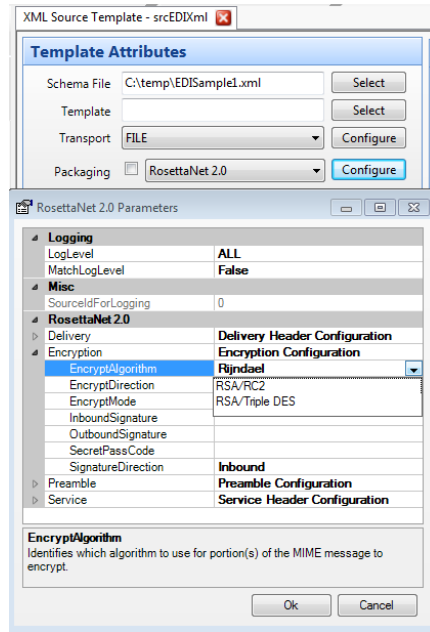 XML Source Template - srcEDIXml
Template Attributes
Schema File C:\temp\EDISample1.xml Select
Template Select
Transport FILE Configure
Packaging RosettaNet 2.0 Configure
RosettaNet 2.0 Parameters
Logging
LogLevel ALL
MatchLogLevel False
Misc
SourceIdForLogging 0
RosettaNet 2.0
Delivery Delivery Header Configuration
Encryption Encryption Configuration
EncryptAlgorithm Rijndael
EncryptDirection RSA/RC2
EncryptMode RSA/Triple DES
InboundSignature
OutboundSignature
SecretPassCode
SignatureDirection Inbound
Preamble Preamble Configuration
Service Service Header Configuration
EncryptAlgorithm
Identifies which algorithm to use for portion(s) of the MIME message to
encrypt.
Ok Cancel